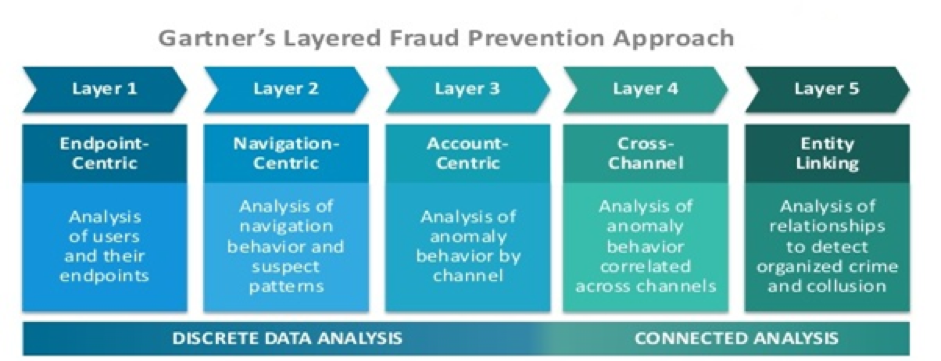 Gartner's Layered Fraud Prevention Approach
Layer 1
Layer 2
Layer 3
Layer 4
Layer 5
Endpoint-
Centric
Navigation-
Centric
Account-
Centric
Cross-
Channel
Entity
Linking
Analysis
of users
and their
endpoints
Analysis of
navigation
behavior and
suspect
patterns
Analysis of
anomaly
behavior by
channel
Analysis of
anomaly
behavior
correlated
across channels
Analysis of
relationships
to detect
organized crime
and collusion
DISCRETE DATA ANALYSIS
CONNECTED ANALYSIS